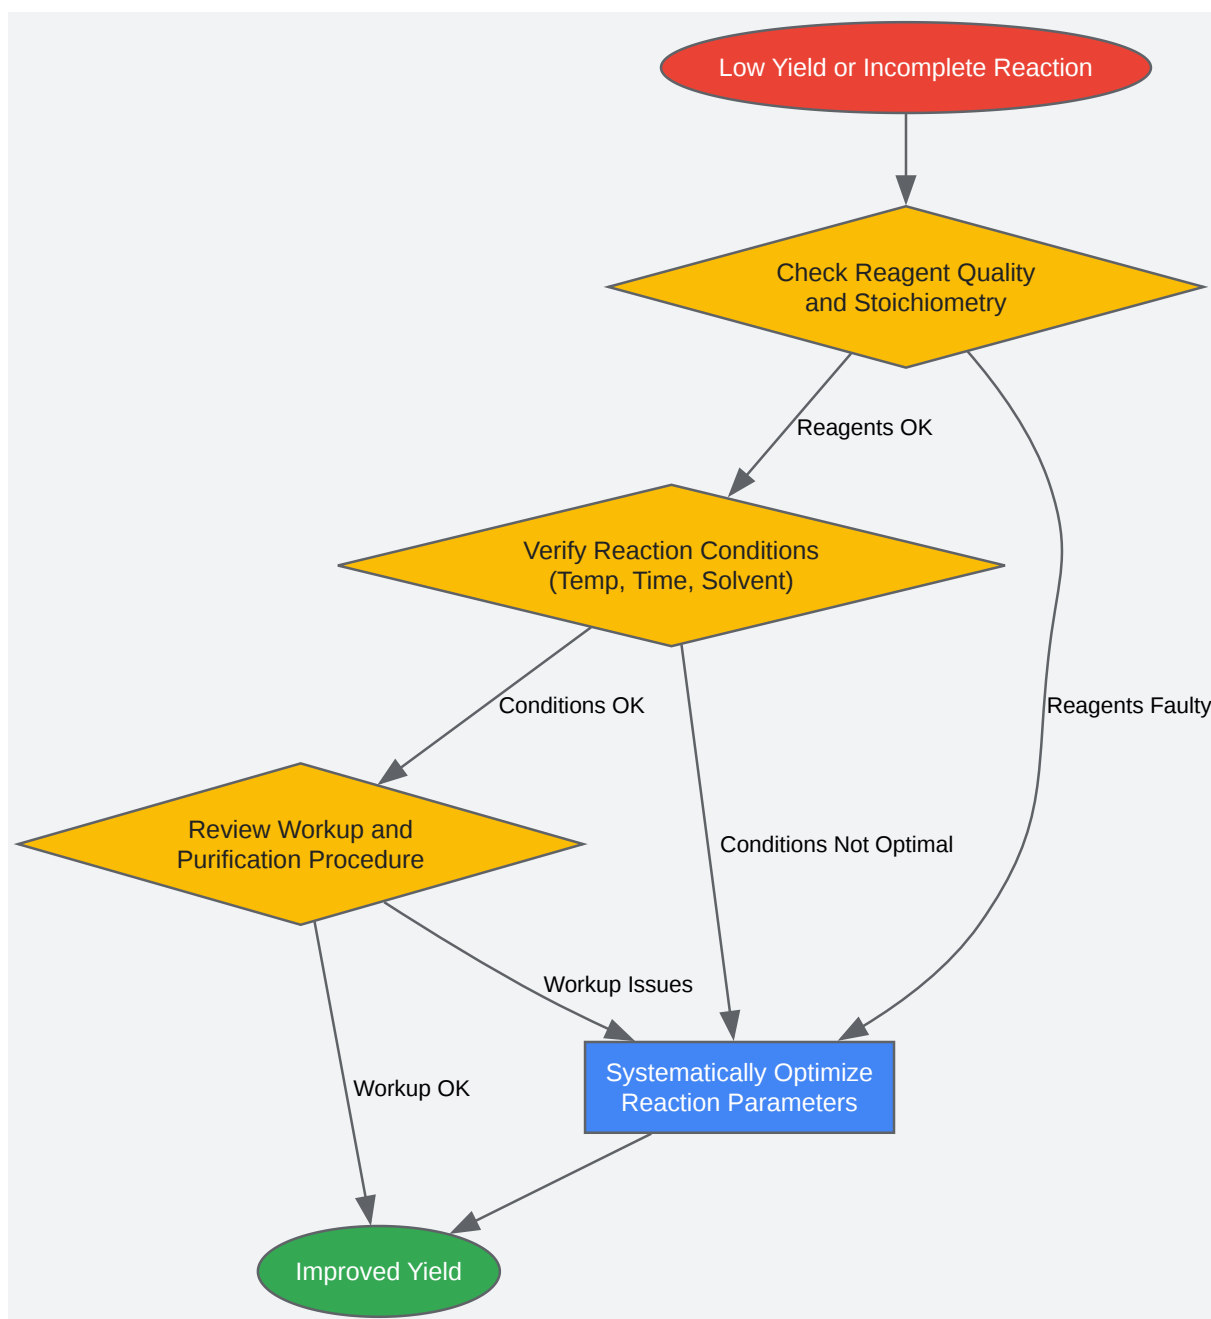 Low Yield or Incomplete Reaction
Check Reagent Quality
and Stoichiometry
Reagents OK
Verify Reaction Conditions
(Temp, Time, Solvent)
Conditions OK
Reagents Faulty
Review Workup and
Purification Procedure
Conditions Not Optimal
Workup Issues
Systematically Optimize
Reaction Parameters
Workup OK
Improved Yield